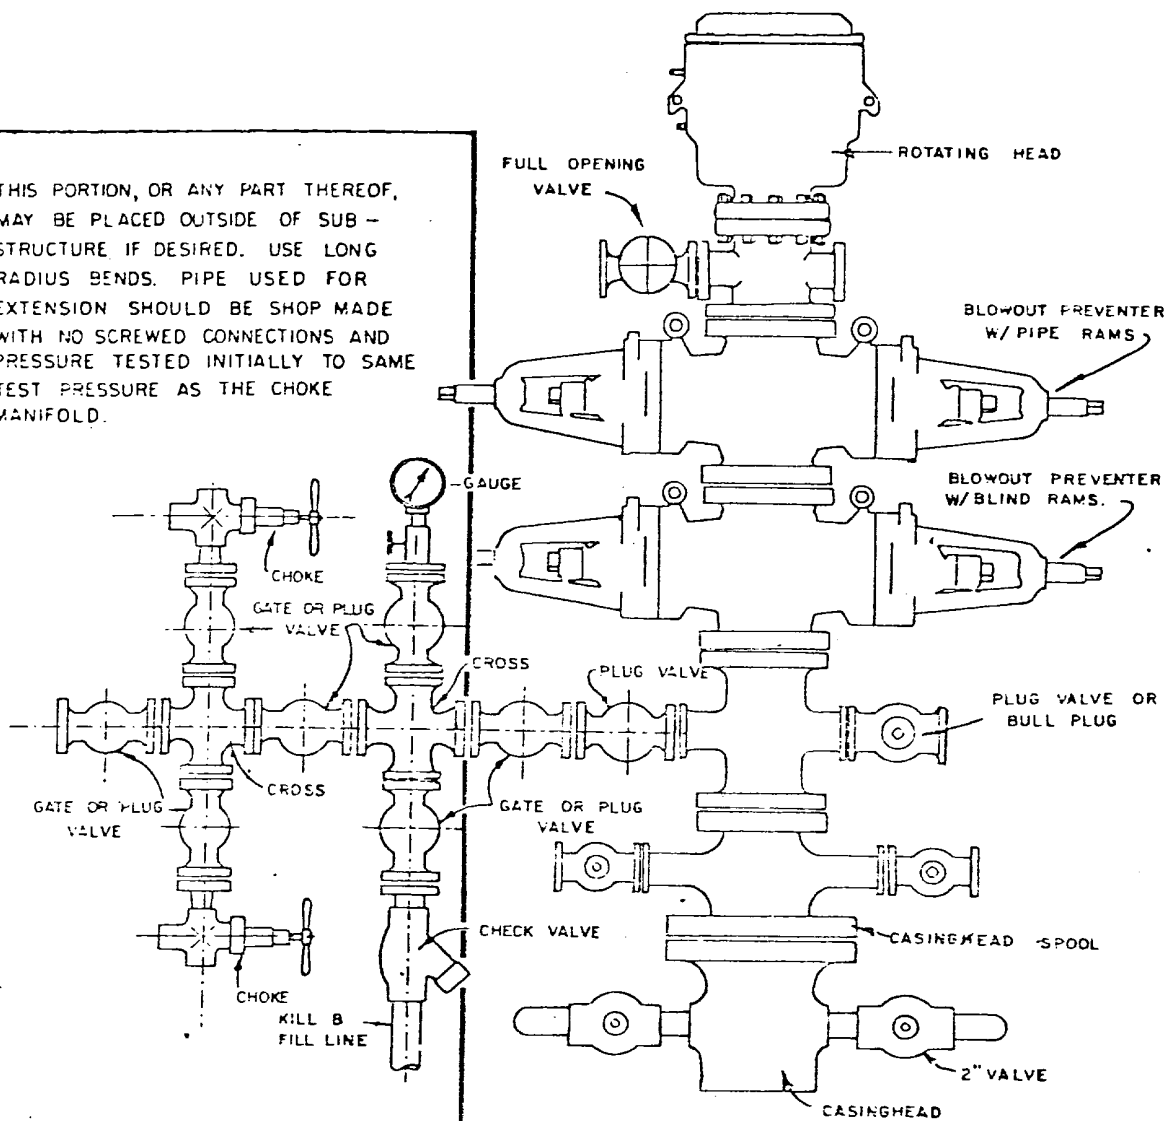 THIS PORTION, OR ANY PART THEREOF,
MAY BE PLACED OUTSIDE OF SUB-
STRUCTURE IF DESIRED. USE LONG
RADIUS BENDS. PIPE USED FOR
EXTENSION SHOULD BE SHOP MADE
WITH NO SCREWED CONNECTIONS AND
PRESSURE TESTED INITIALLY TO SAME
TEST PRESSURE AS THE CHOKE
MANIFOLD.
ROTATING HEAD
FULL OPENING
VALVE
BLOWOUT PREVENTER
W/ PIPE RAMS
BLOWOUT PREVENTER
W/BLIND RAMS.
GAUGE
CHOKE
GATE OR PLUG
VALVE
CROSS
PLUG VALVE
PLUG VALVE OR
BULL PLUG
CROSS
GATE OR PLUG
VALVE
GATE OR PLUG
VALVE
CHECK VALVE
CASINGHEAD SPOOL
CHOKE
KILL &
FILL LINE
2" VALVE
CASINGHEAD